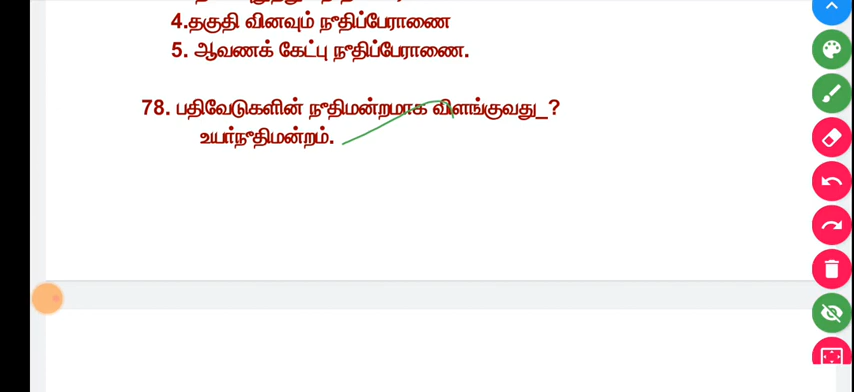 4.தகுதி வினவும் நீதிப்பேராணை
5. ஆவணக் கேட்பு நீதிப்பேராணை.
78. பதிவேடுகளின் நீதிமன்றமாக விளங்குவது_?
உயர்நீதிமன்றம்.